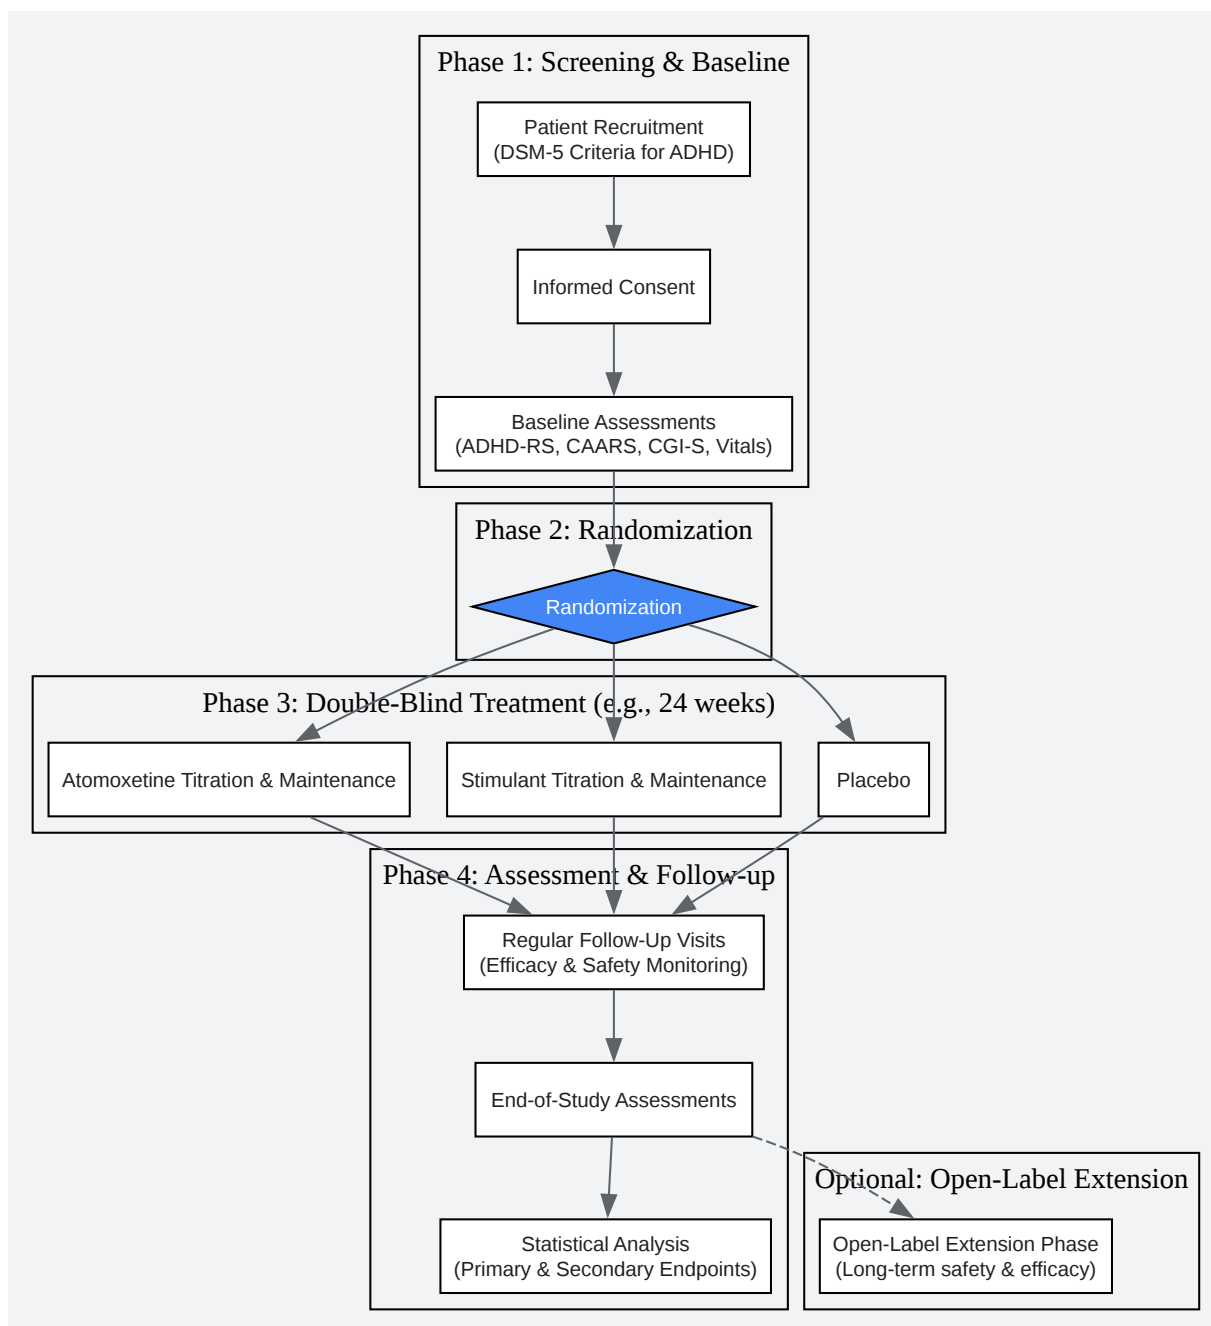 Phase 1: Screening & Baseline
Patient Recruitment
(DSM-5 Criteria for ADHD)
Informed Consent
Baseline Assessments
(ADHD-RS, CAARS, CGI-S, Vitals)
Phase 2: Randomization
Randomization
Phase 3: Double-Blind Treatment (e.g., 24 weeks)
Atomoxetine Titration & Maintenance
Stimulant Titration & Maintenance
Placebo
Phase 4: Assessment & Follow-up
Regular Follow-Up Visits
(Efficacy & Safety Monitoring)
End-of-Study Assessments
Optional: Open-Label Extension
Statistical Analysis
(Primary & Secondary Endpoints)
Open-Label Extension Phase
(Long-term safety & efficacy)